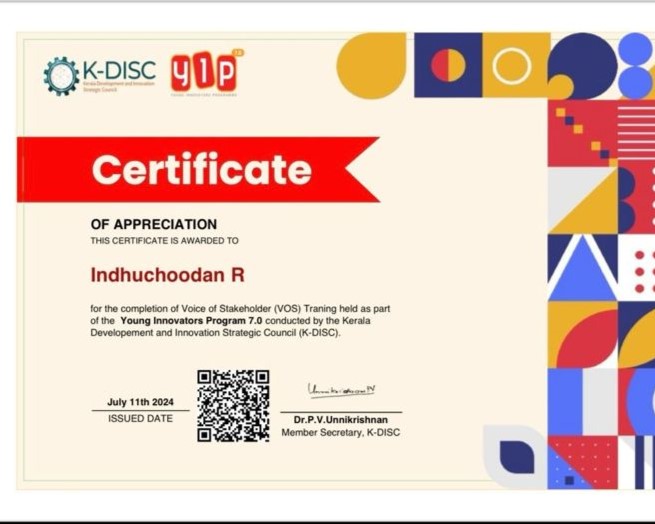 K-DISC
Kerala Development and Innovation
Strategic Council
yip
YOUNG INNOVATORS PROGRAMME
Certificate
OF APPRECIATION
THIS CERTIFICATE IS AWARDED TO
Indhuchoodan R
for the completion of Voice of Stakeholder (VOS) Traning held as part
of the Young Innovators Program 7.0 conducted by the Kerala
Developement and Innovation Strategic Council (K-DISC).
July 11th 2024
ISSUED DATE
Dr.P.V.Unnikrishnan
Member Secretary, K-DISC